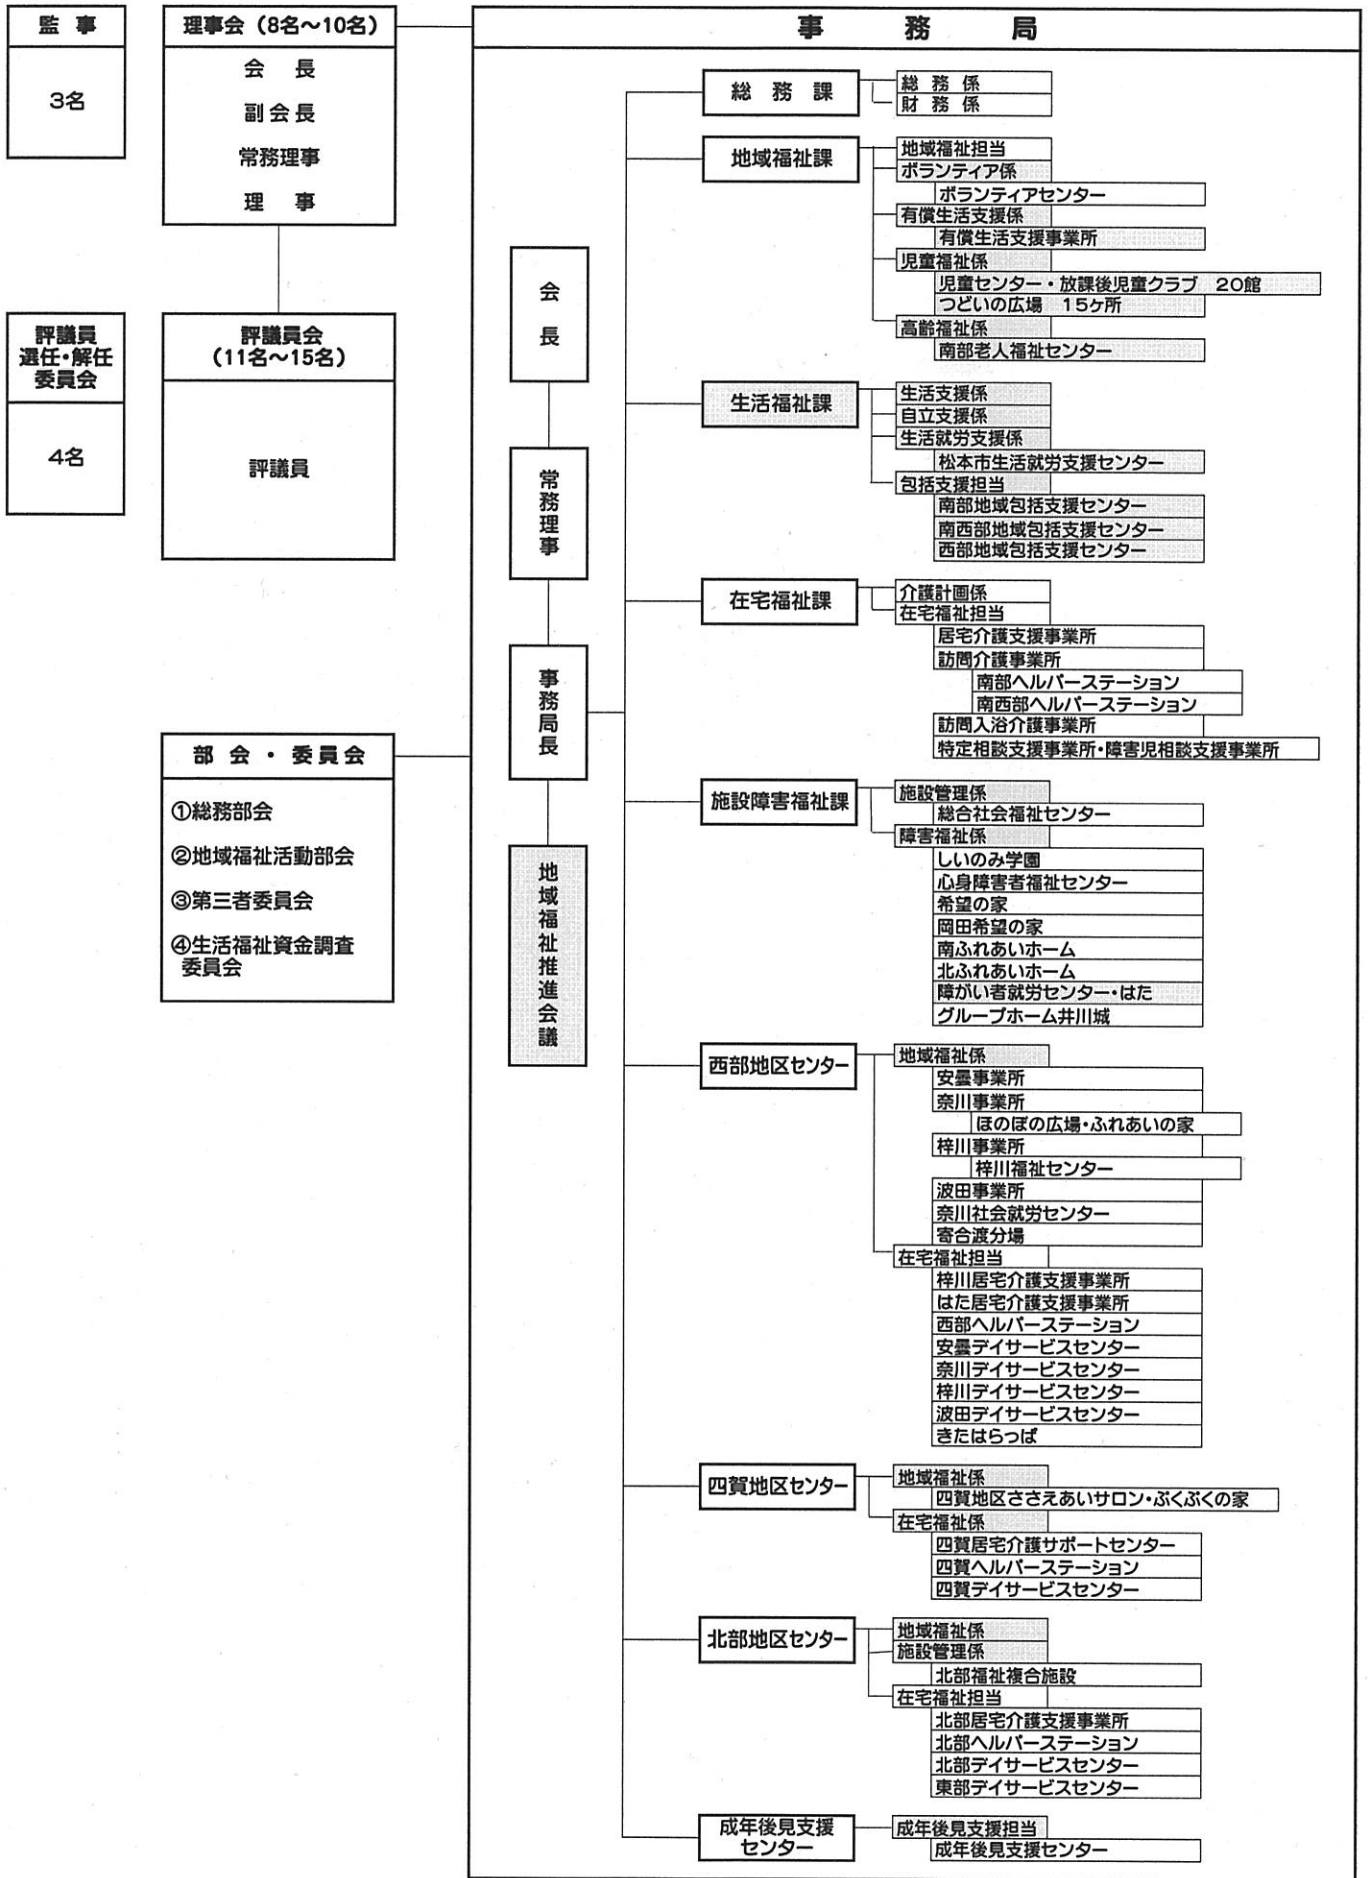 監 事
3名
理事会（8名～10名）
会 長
副会長
常務理事
理 事
評議員
選任・解任
委員会
4名
評議員会
（11名～15名）
評議員
部 会 ・ 委員会
①総務部会
②地域福祉活動部会
③第三者委員会
④生活福祉資金調査
委員会
事 務 局
会長
常務理事
事務局長
地域福祉推進会議
総 務 課
総 務 係
財 務 係
地域福祉課
地域福祉担当
ボランティア係
ボランティアセンター
有償生活支援係
有償生活支援事業所
児童福祉係
児童センター・放課後児童クラブ 20館
つどいの広場 15ヶ所
高齢福祉係
南部老人福祉センター
生活福祉課
生活支援係
自立支援係
生活就労支援係
松本市生活就労支援センター
包括支援担当
南部地域包括支援センター
南西部地域包括支援センター
西部地域包括支援センター
在宅福祉課
介護計画係
在宅福祉担当
居宅介護支援事業所
訪問介護事業所
南部ヘルパーステーション
南西部ヘルパーステーション
訪問入浴介護事業所
特定相談支援事業所・障害児相談支援事業所
施設障害福祉課
施設管理係
総合社会福祉センター
障害福祉係
しいのみ学園
心身障害者福祉センター
希望の家
岡田希望の家
南ふれあいホーム
北ふれあいホーム
障がい者就労センター・はた
グループホーム井川城
西部地区センター
地域福祉係
安曇事業所
奈川事業所
ほのぼの広場・ふれあいの家
梓川事業所
梓川福祉センター
波田事業所
奈川社会就労センター
寄合渡分場
在宅福祉担当
梓川居宅介護支援事業所
はた居宅介護支援事業所
西部ヘルパーステーション
安曇デイサービスセンター
奈川デイサービスセンター
梓川デイサービスセンター
波田デイサービスセンター
きたはらっぱ
四賀地区センター
地域福祉係
四賀地区ささえあいサロン・ぷくぷくの家
在宅福祉係
四賀居宅介護サポートセンター
四賀ヘルパーステーション
四賀デイサービスセンター
北部地区センター
地域福祉係
施設管理係
北部福祉複合施設
在宅福祉担当
北部居宅介護支援事業所
北部ヘルパーステーション
北部デイサービスセンター
東部デイサービスセンター
成年後見支援
センター
成年後見支援担当
成年後見支援センター